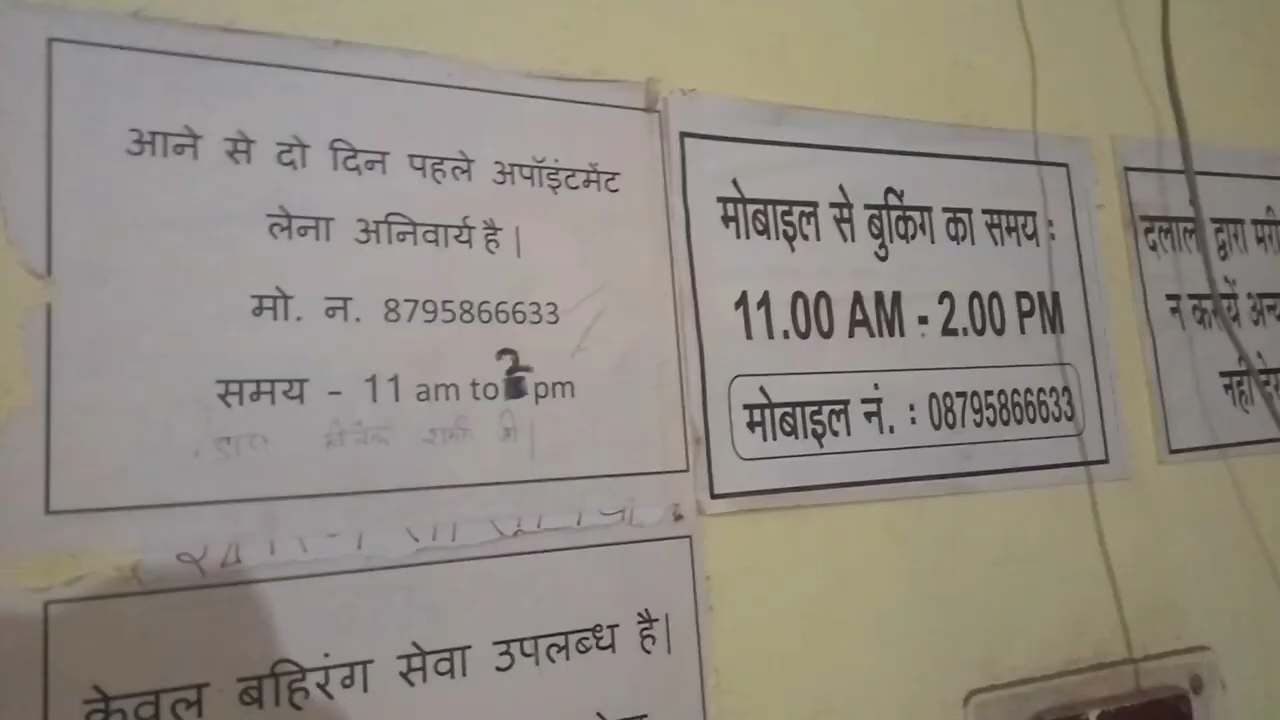 आने से दो दिन पहले अपॉइंटमेंट
लेना अनिवार्य है |
मो. न. 8795866633
समय - 11 am to 2 pm
मोबाइल से बुकिंग का समय :
11.00 AM - 2.00 PM
मोबाइल नं. : 08795866633
दलालों द्वारा
न करायें
नही
केवल बहिरंग सेवा उपलब्ध है|